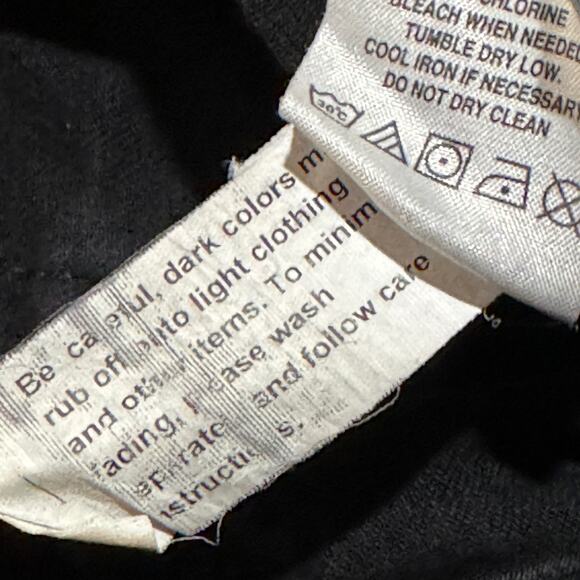 CHLORINE
BLEACH WHEN NEEDED
TUMBLE DRY LOW.
COOL IRON IF NECESSARY
DO NOT DRY CLEAN
30°C
Be careful, dark colors m
rub off onto light clothing
and other items. To minim
fading, please wash
separate and follow care
instructions.